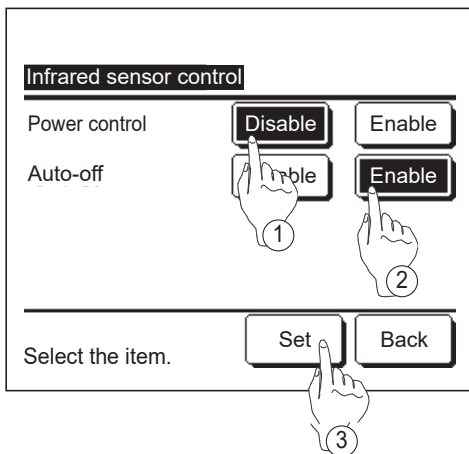 Infrared sensor control
Power control Disable Enable
Auto-off Enable
1
2
Select the item. Set Back
3